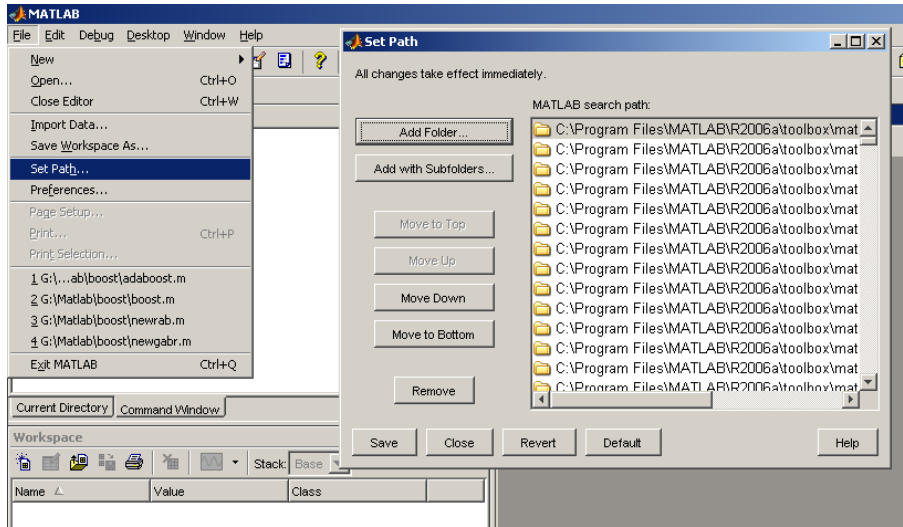 MATLAB
File Edit Debug Desktop Window Help
New
Open... Ctrl+O
Close Editor Ctrl+W
Import Data...
Save Workspace As...
Set Path...
Preferences...
Page Setup...
Print... Ctrl+P
Print Selection...
1 G:\...ab\boost\adaboost.m
2 G:\Matlab\boost\boost.m
3 G:\Matlab\boost\newrab.m
4 G:\Matlab\boost\newgabr.m
Exit MATLAB Ctrl+Q
Current Directory Command Window
Workspace
Stack: Base
Name Value Class
Set Path
All changes take effect immediately.
MATLAB search path:
Add Folder...
Add with Subfolders...
Move to Top
Move Up
Move Down
Move to Bottom
Remove
C:\Program Files\MATLAB\R2006a\toolbox\mat
C:\Program Files\MATLAB\R2006a\toolbox\mat
C:\Program Files\MATLAB\R2006a\toolbox\mat
C:\Program Files\MATLAB\R2006a\toolbox\mat
C:\Program Files\MATLAB\R2006a\toolbox\mat
C:\Program Files\MATLAB\R2006a\toolbox\mat
C:\Program Files\MATLAB\R2006a\toolbox\mat
C:\Program Files\MATLAB\R2006a\toolbox\mat
C:\Program Files\MATLAB\R2006a\toolbox\mat
C:\Program Files\MATLAB\R2006a\toolbox\mat
C:\Program Files\MATLAB\R2006a\toolbox\mat
C:\Program Files\MATLAB\R2006a\toolbox\mat
C:\Program Files\MATLAB\R2006a\toolbox\mat
C:\Program Files\MATLAB\R2006a\toolbox\mat
Save Close Revert Default Help